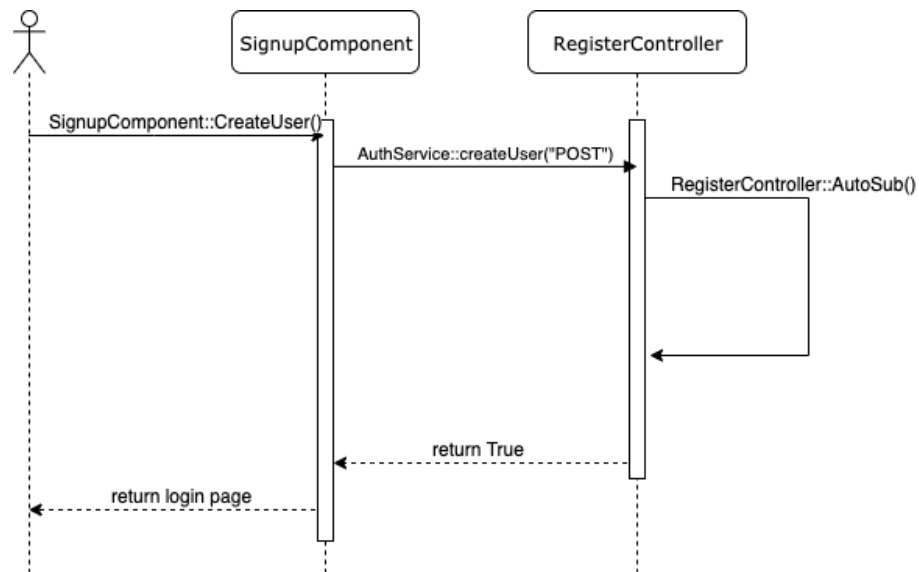 SignupComponent
RegisterController
SignupComponent::CreateUser()
AuthService::createUser("POST")
RegisterController::AutoSub()
return True
return login page